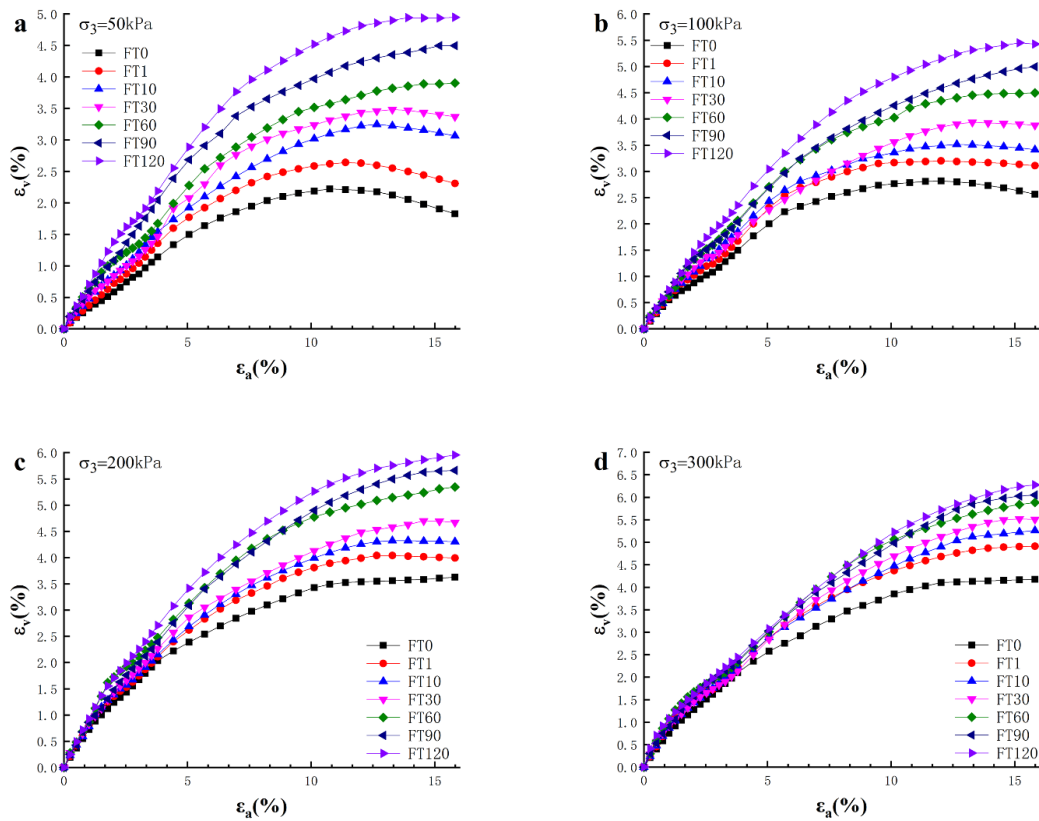 a
σ3=50kPa
FT0
FT1
FT10
FT30
FT60
FT90
FT120
εv(%)
5.0
4.5
4.0
3.5
3.0
2.5
2.0
1.5
1.0
0.5
0.0
0
5
10
15
εa(%)
b
σ3=100kPa
FT0
FT1
FT10
FT30
FT60
FT90
FT120
εv(%)
6.0
5.5
5.0
4.5
4.0
3.5
3.0
2.5
2.0
1.5
1.0
0.5
0.0
0
5
10
15
εa(%)
c
σ3=200kPa
εv(%)
6.0
5.5
5.0
4.5
4.0
3.5
3.0
2.5
2.0
1.5
1.0
0.5
0.0
FT0
FT1
FT10
FT30
FT60
FT90
FT120
0
5
10
15
εa(%)
d
σ3=300kPa
εv(%)
7.0
6.5
6.0
5.5
5.0
4.5
4.0
3.5
3.0
2.5
2.0
1.5
1.0
0.5
0.0
FT0
FT1
FT10
FT30
FT60
FT90
FT120
0
5
10
15
εa(%)